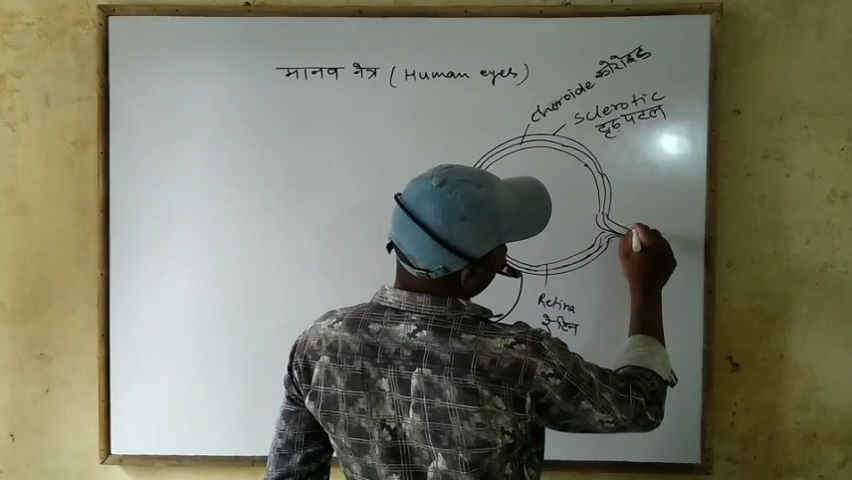 मानव नेत्र (Human eyes)
choroide कोरोइड
sclerotic
दृढ़ पटल
Retina
रेटिन